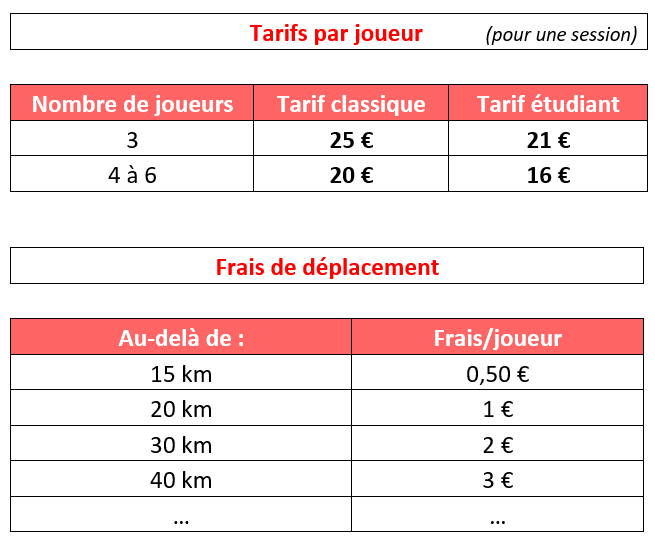 Tarifs par joueur (pour une session)
Nombre de joueurs Tarif classique Tarif étudiant
3 25 € 21 €
4 à 6 20 € 16 €
Frais de déplacement
Au-delà de : Frais/joueur
15 km 0,50 €
20 km 1 €
30 km 2 €
40 km 3 €
... ...